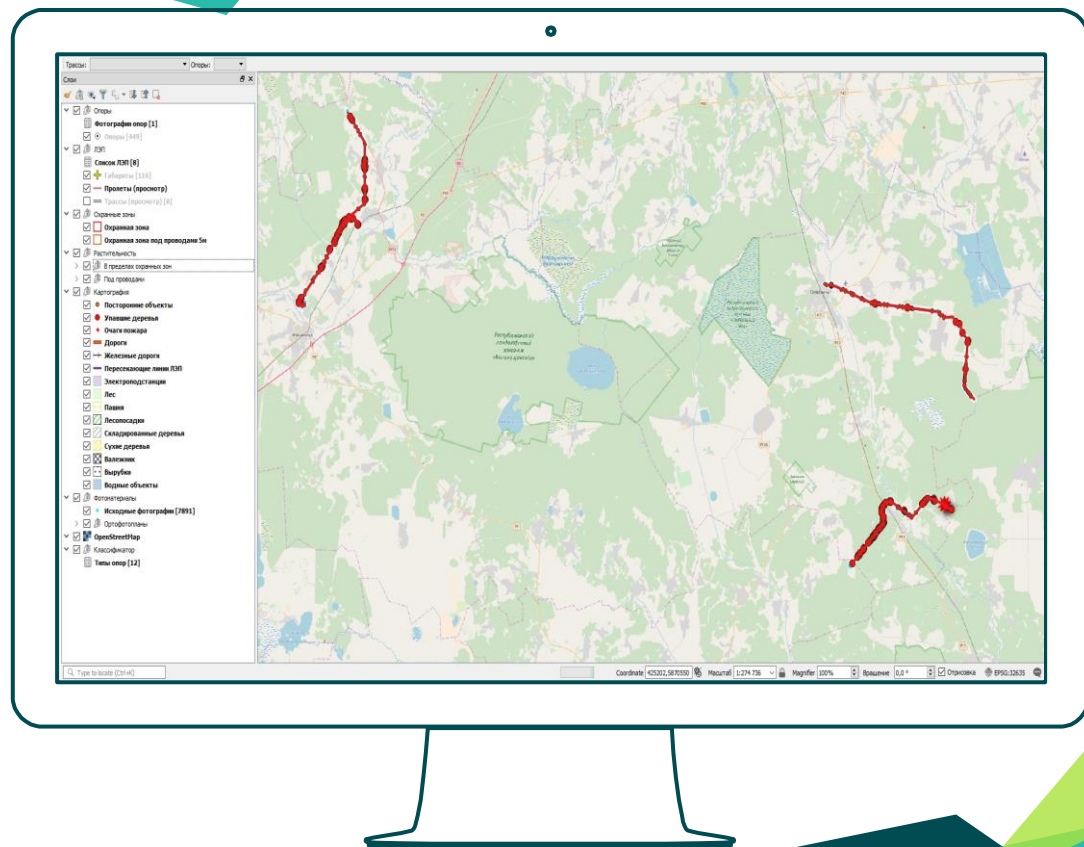 Трассы:
Опоры:
Слои
Опоры
Фотографии опор [1]
Опоры [449]
ЛЭП
Список ЛЭП [8]
Габариты [116]
Пролеты (просмотр)
Трассы (просмотр) [8]
Охранные зоны
Охранная зона
Охранная зона под проводами 5м
Растительность
В пределах охранных зон
Под проводами
Картография
Посторонние объекты
Упавшие деревья
Очаги пожара
Дороги
Железные дороги
Пересекающие линии ЛЭП
Электроподстанции
Лес
Пашня
Лесопосадки
Складированные деревья
Сухие деревья
Валежник
Вырубки
Водные объекты
Фотоматериалы
Исходные фотографии [7891]
Ортофотопланы
OpenStreetMap
Классификатор
Типы опор [12]
Республиканский
ландшафтный
заказник
Type to locate (Ctrl+K)
Coordinate 425202,5870550 Масштаб 1:274 736 Magnifier 100% Вращение 0,0 ° Отрисовка EPSG:32635